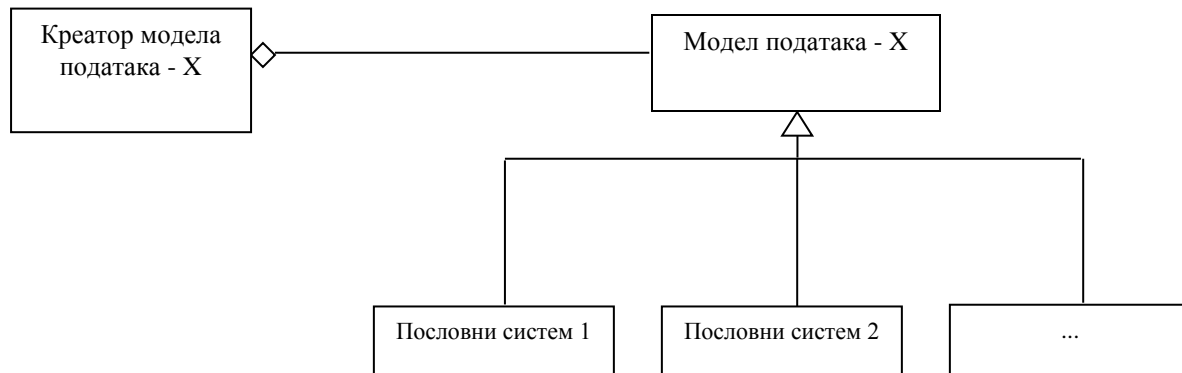 Креатор модела
података - X
Модел података - X
Пословни систем 1
Пословни систем 2
...